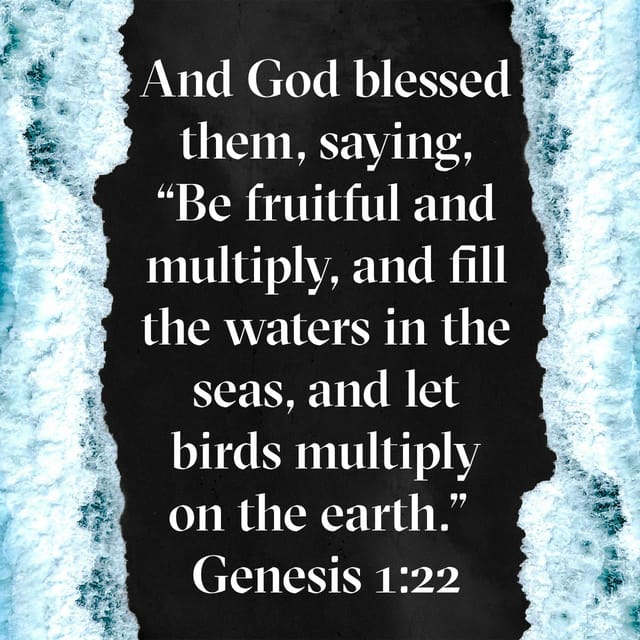 And God blessed
them, saying,
“Be fruitful and
multiply, and fill
the waters in the
seas, and let
birds multiply
on the earth.”
Genesis 1:22